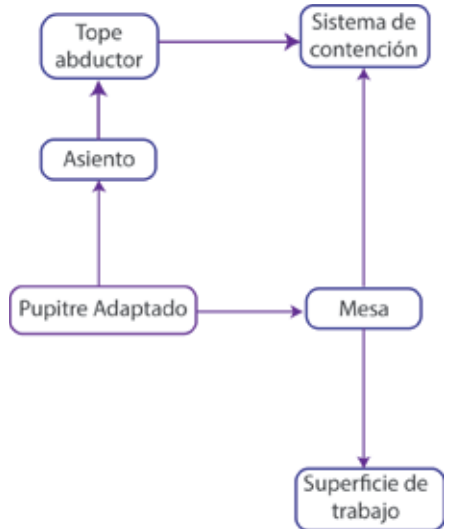 Tope
abductor
Sistema de
contención
Asiento
Pupitre Adaptado
Mesa
Superficie de
trabajo